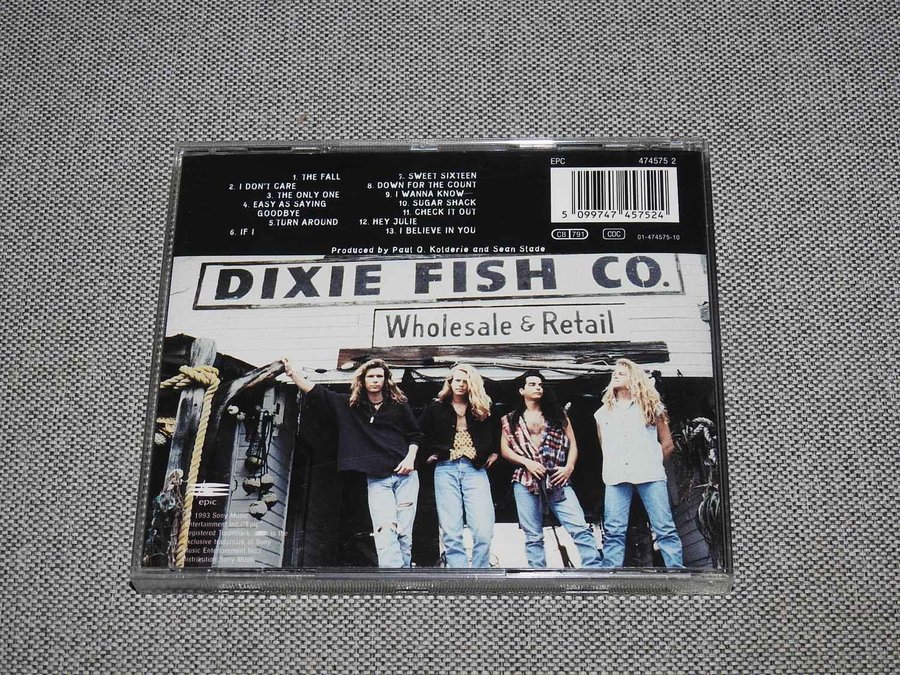 1. THE FALL
2. I DON'T CARE
3. THE ONLY ONE
4. EASY AS SAYING
GOODBYE
5.TURN AROUND
6. IF I
7. SWEET SIXTEEN
8. DOWN FOR THE COUNT
9. I WANNA KNOW
10. SUGAR SHACK
11. CHECK IT OUT
12. HEY JULIE
13. I BELIEVE IN YOU
Produced by Paul Q. Kolderie and Sean Slade
EPC 474575 2
5 099747 457524
CB 791 CDC 01-474575-10
DIXIE FISH CO.
Wholesale & Retail
epic
1993 Sony Music
Entertainment Inc./"Epic"
Registered Trademark, is the
exclusive trademark of Sony
Music Entertainment Inc./
Distribution Sony Music